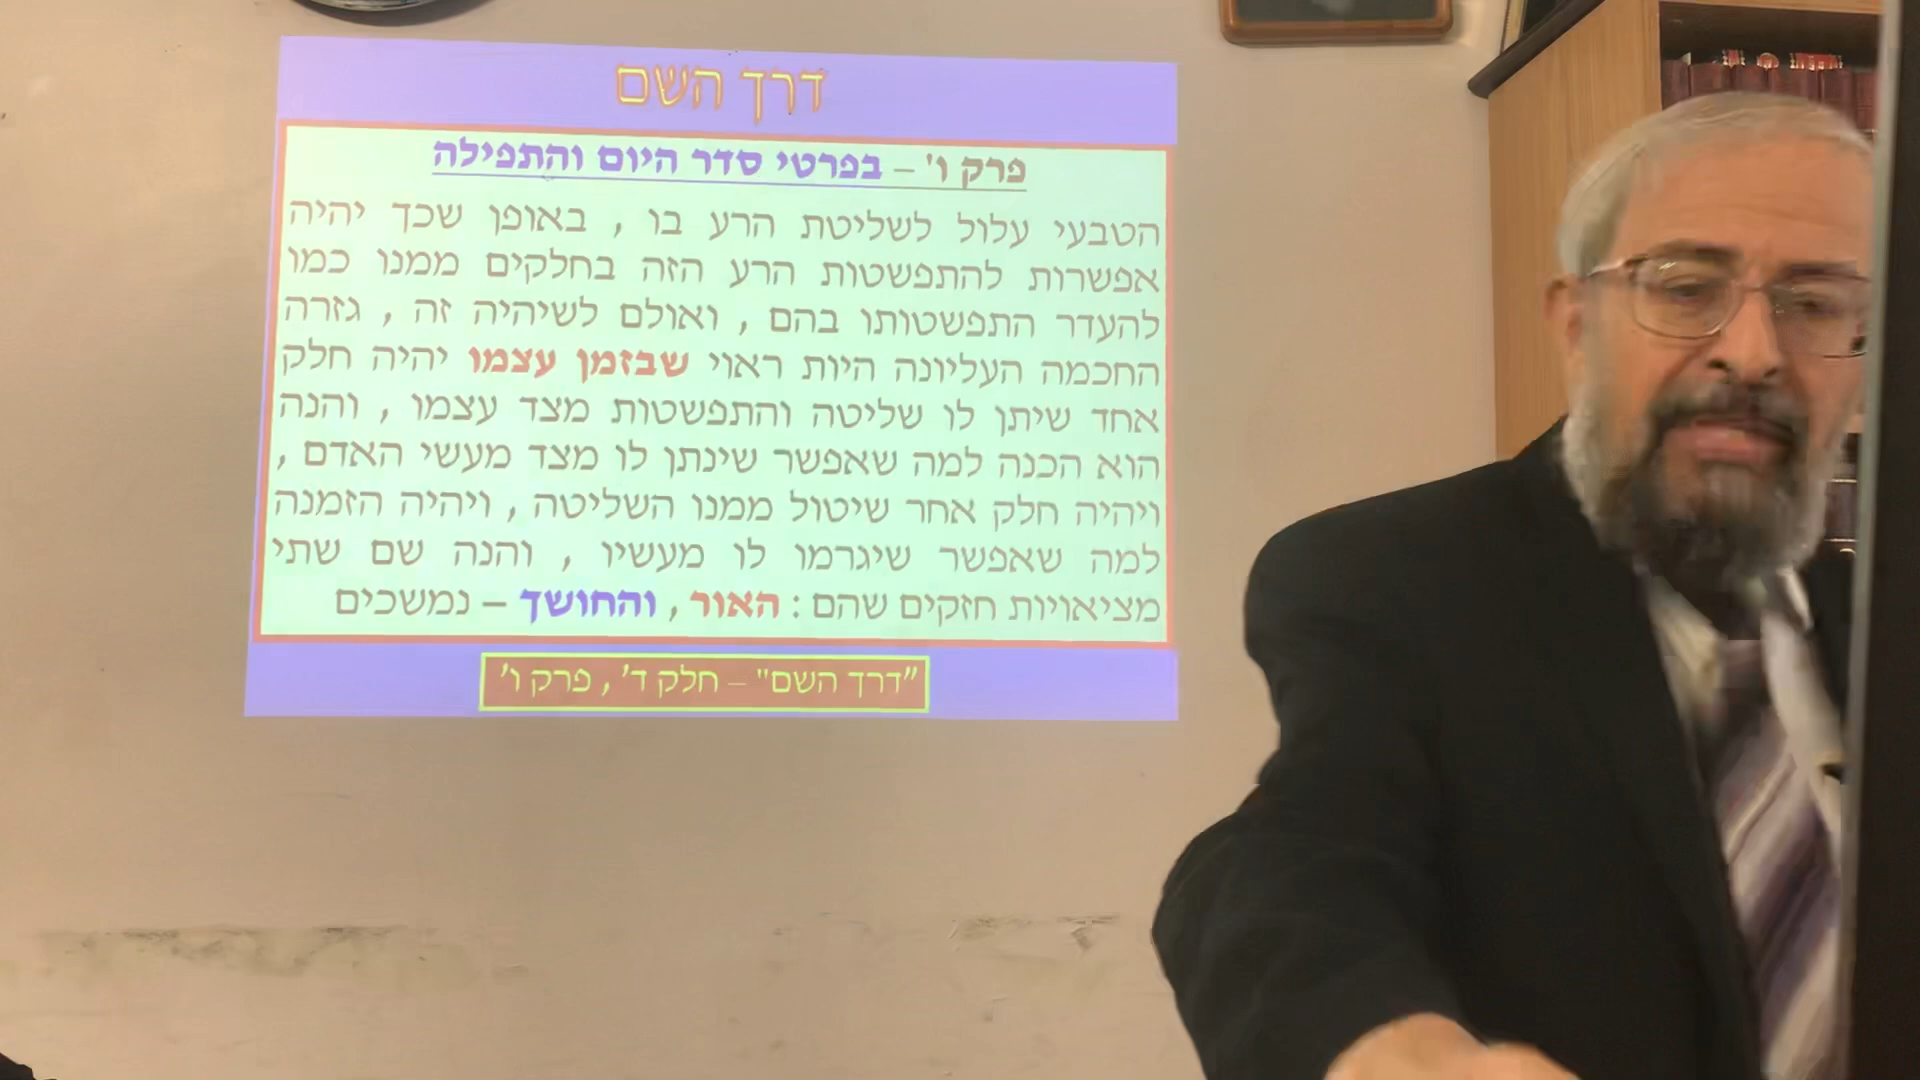 דרך השם
פרק ו' – בפרטי סדר היום והתפילה
הטבעי עלול לשליטת הרע בו , באופן שכך יהיה
אפשרות להתפשטות הרע הזה בחלקים ממנו כמו
להעדר התפשטותו בהם , ואולם לשיהיה זה , גזרה
החכמה העליונה היות ראוי שבזמן עצמו יהיה חלק
אחד שיתן לו שליטה והתפשטות מצד עצמו , והנה
הוא הכנה למה שאפשר שינתן לו מצד מעשי האדם ,
ויהיה חלק אחר שיטול ממנו השליטה , ויהיה הזמנה
למה שאפשר שיגרמו לו מעשיו , והנה שם שתי
מציאויות חזקים שהם : האור , והחושך – נמשכים
"דרך השם" – חלק ד' , פרק ו'